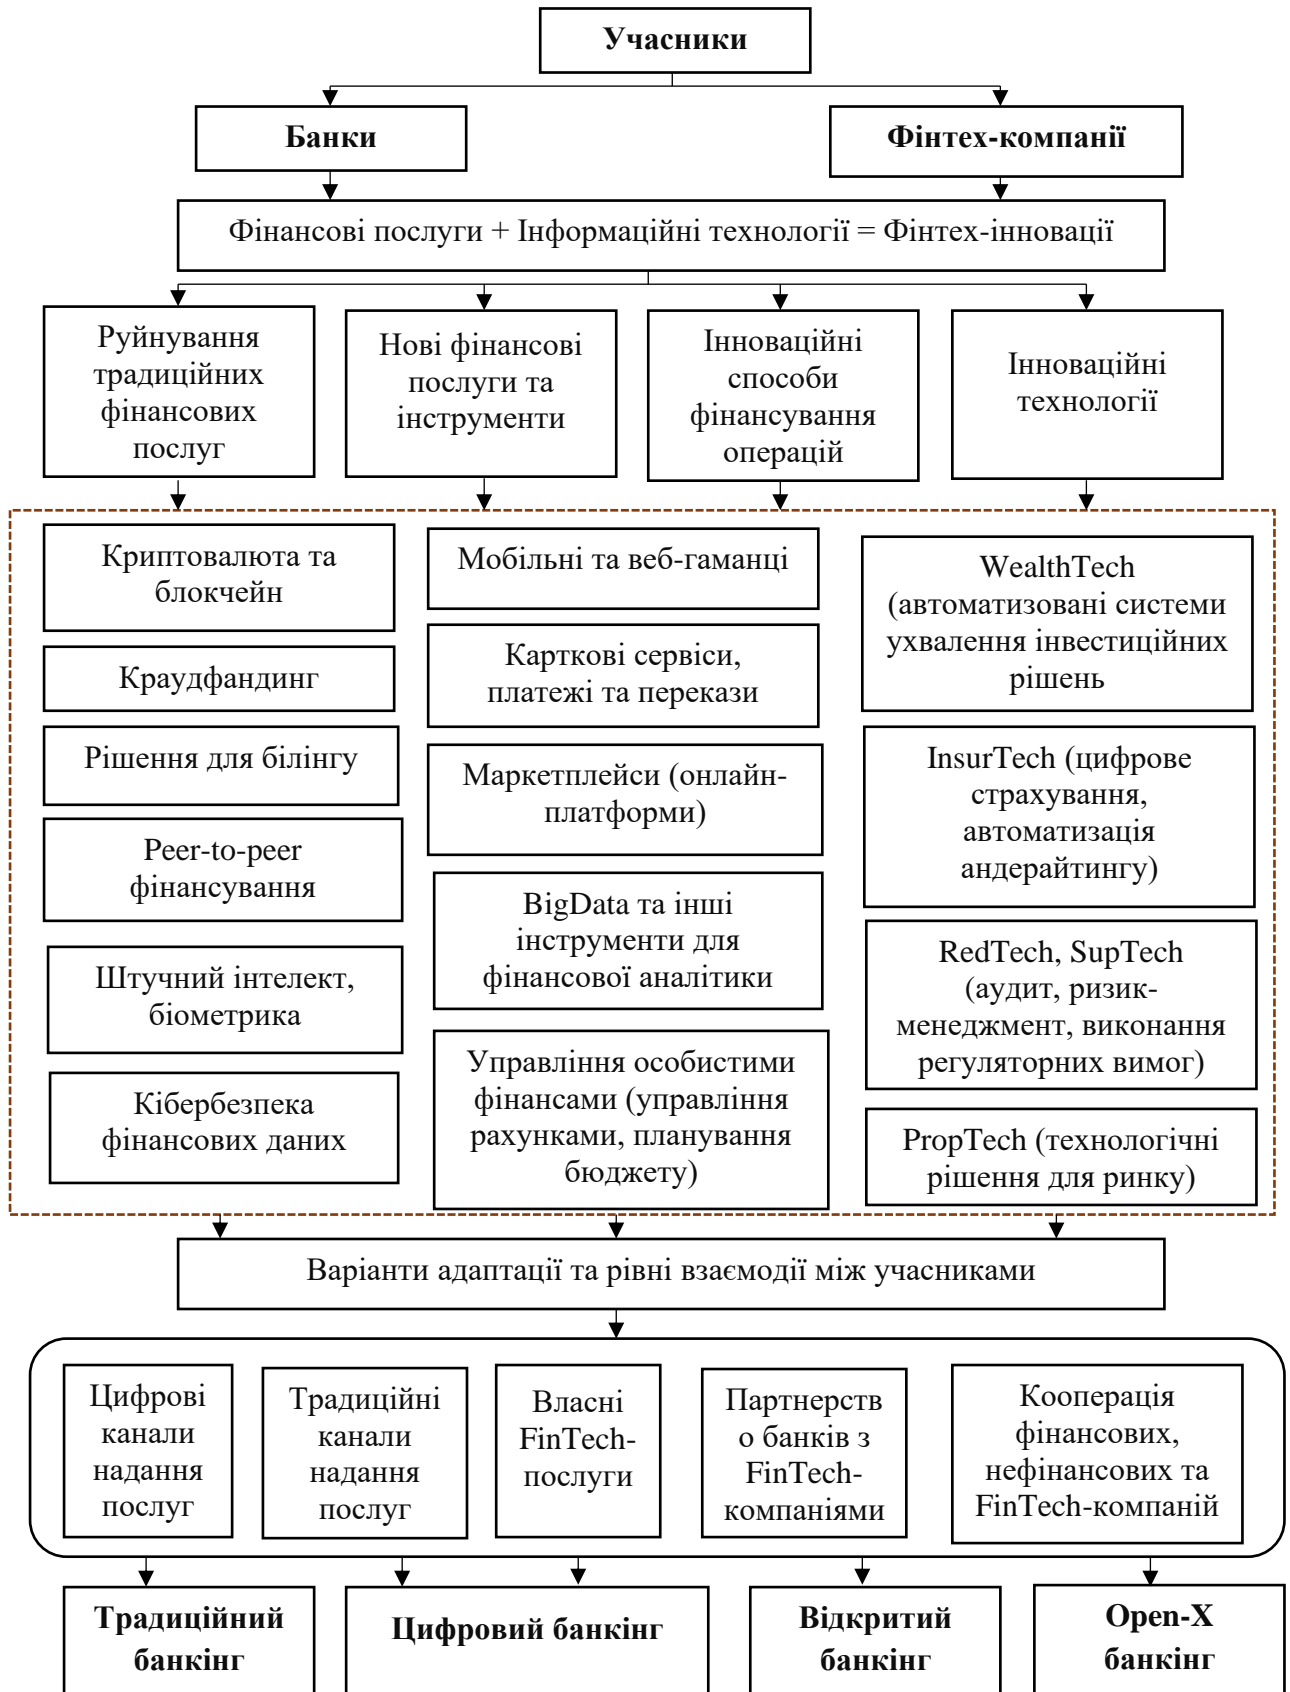 Учасники
Банки
Фінтех-компанії
Фінансові послуги + Інформаційні технології = Фінтех-інновації
Руйнування
традиційних
фінансових
послуг
Нові фінансові
послуги та
інструменти
Інноваційні
способи
фінансування
операцій
Інноваційні
технології
Криптовалюта та
блокчейн
Краудфандинг
Рішення для білінгу
Peer-to-peer
фінансування
Штучний інтелект,
біометрика
Кібербезпека
фінансових даних
Мобільні та веб-гаманці
Карткові сервіси,
платежі та перекази
Маркетплейси (онлайн-
платформи)
BigData та інші
інструменти для
фінансової аналітики
Управління особистими
фінансами (управління
рахунками, планування
бюджету)
WealthTech
(автоматизовані системи
ухвалення інвестиційних
рішень
InsurTech (цифрове
страхування,
автоматизація
андерайтингу)
RedTech, SupTech
(аудит, ризик-
менеджмент, виконання
регуляторних вимог)
PropTech (технологічні
рішення для ринку)
Варіанти адаптації та рівні взаємодії між учасниками
Цифрові
канали
надання
послуг
Традиційні
канали
надання
послуг
Власні
FinTech-
послуги
Партнерств
о банків з
FinTech-
компаніями
Кооперація
фінансових,
нефінансових та
FinTech-компаній
Традиційний
банкінг
Цифровий банкінг
Відкритий
банкінг
Open-X
банкінг